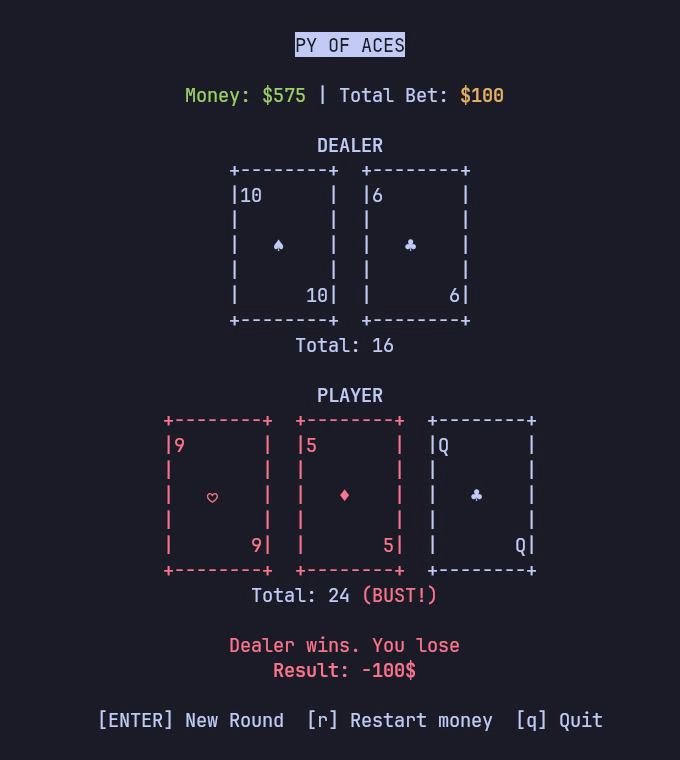 PY OF ACES
Money: $575 | Total Bet: $100
DEALER
+--------+  +--------+
|10      |  |6       |
|        |  |        |
|   ♠    |  |   ♣    |
|        |  |        |
|      10|  |       6|
+--------+  +--------+
Total: 16
PLAYER
+--------+  +--------+  +--------+
|9       |  |5       |  |Q       |
|        |  |        |  |        |
|   ♡    |  |   ♦    |  |   ♣    |
|        |  |        |  |        |
|       9|  |       5|  |       Q|
+--------+  +--------+  +--------+
Total: 24 (BUST!)
Dealer wins. You lose
Result: -100$
[ENTER] New Round  [r] Restart money  [q] Quit